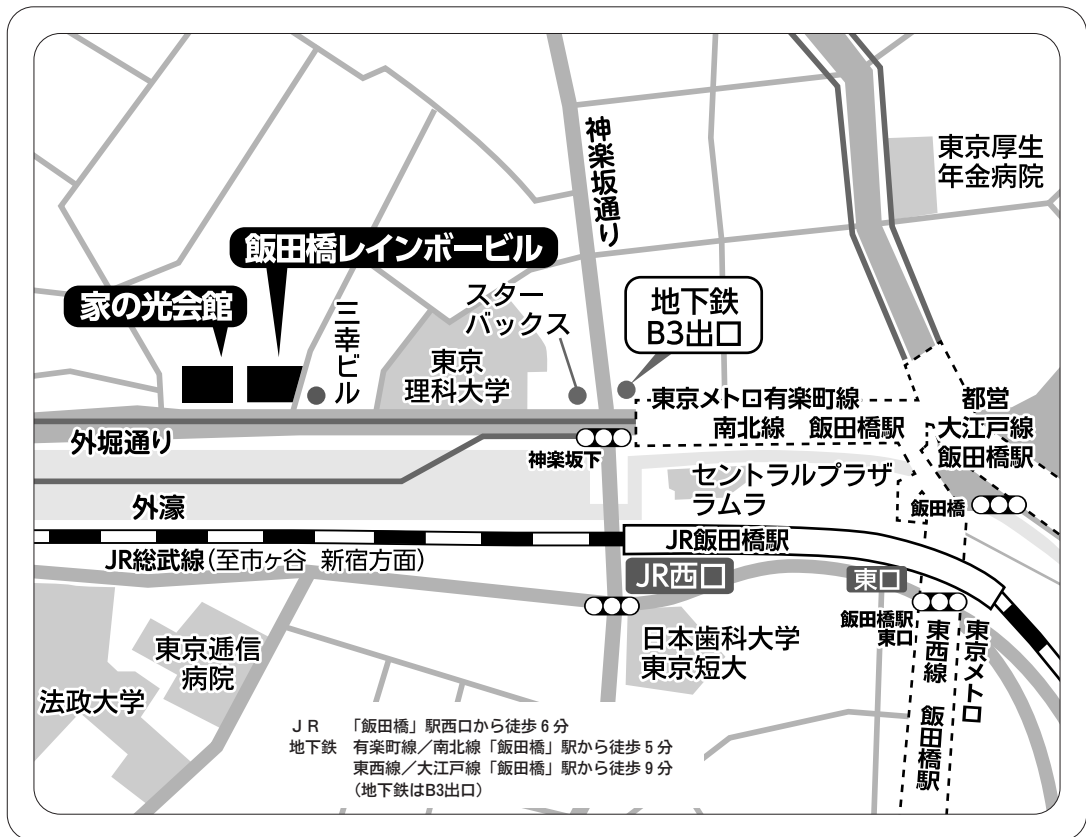 神楽坂通り
東京厚生
年金病院
飯田橋レインボービル
家の光会館
三幸ビル
スター
バックス
地下鉄
B3出口
東京
理科大学
東京メトロ有楽町線
南北線　飯田橋駅
都営
大江戸線
飯田橋駅
外堀通り
神楽坂下
セントラルプラザ
ラムラ
飯田橋
外濠
JR飯田橋駅
JR総武線(至市ヶ谷　新宿方面)
JR西口
東口
飯田橋駅
東口
日本歯科大学
東京短大
東京メトロ
東西線　飯田橋駅
東京逓信
病院
法政大学
ＪＲ　「飯田橋」駅西口から徒歩６分
地下鉄　有楽町線／南北線「飯田橋」駅から徒歩５分
東西線／大江戸線「飯田橋」駅から徒歩９分
（地下鉄はB3出口）